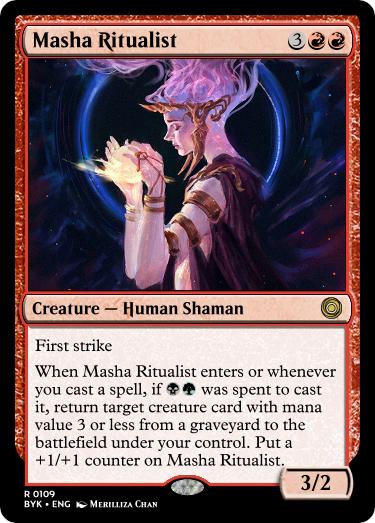 Masha Ritualist 3
Creature — Human Shaman
First strike
When Masha Ritualist enters or whenever
you cast a spell, if was spent to cast
it, return target creature card with mana
value 3 or less from a graveyard to the
battlefield under your control. Put a
+1/+1 counter on Masha Ritualist.
3/2
R 0109
BYK • ENG Merilliza Chan